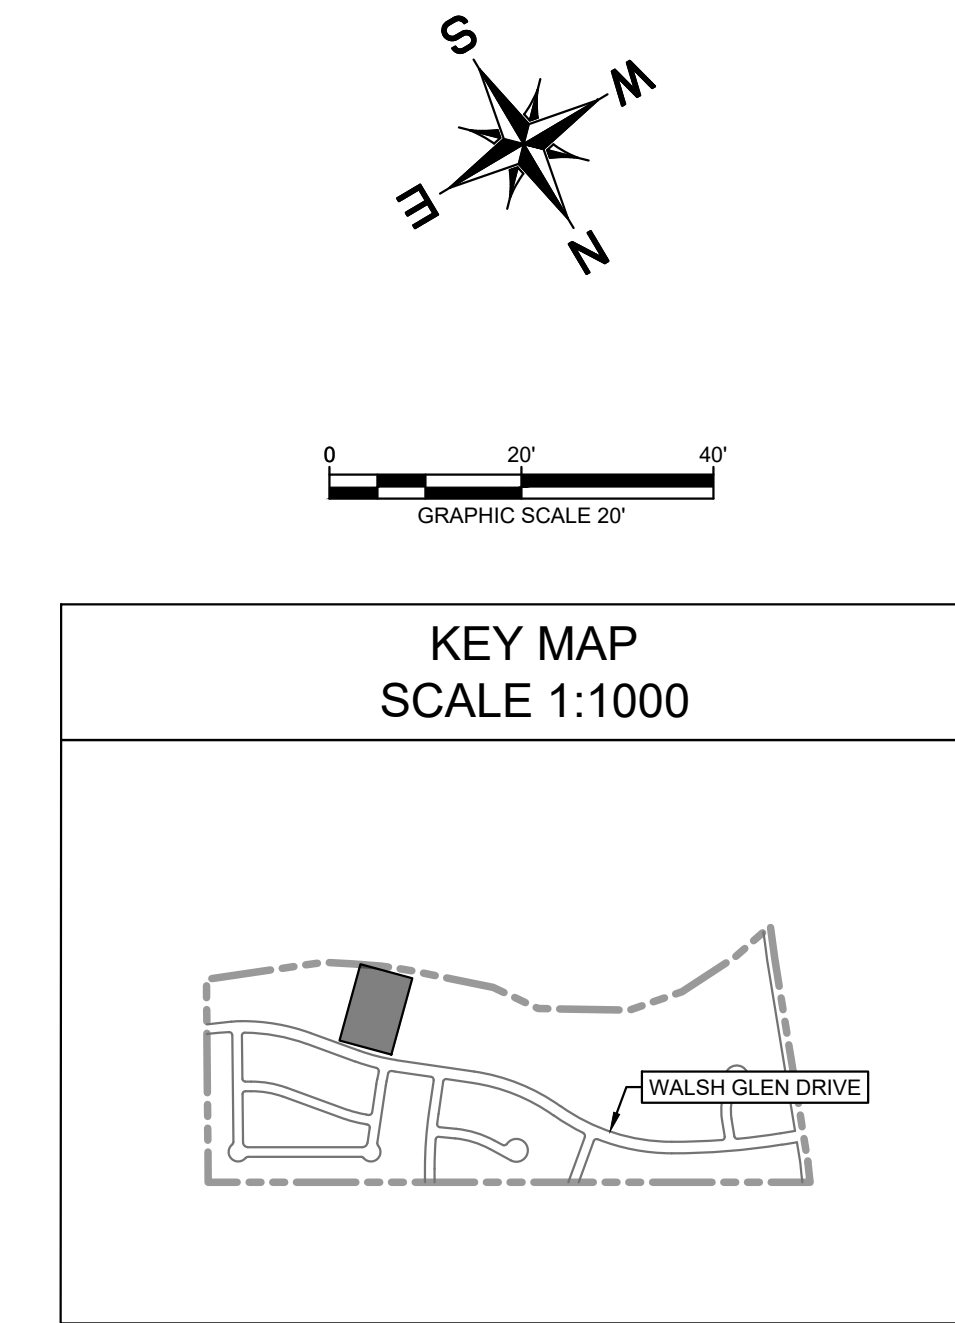 S
W
E
N
0 20' 40'
GRAPHIC SCALE 20'
KEY MAP
SCALE 1:1000
WALSH GLEN DRIVE